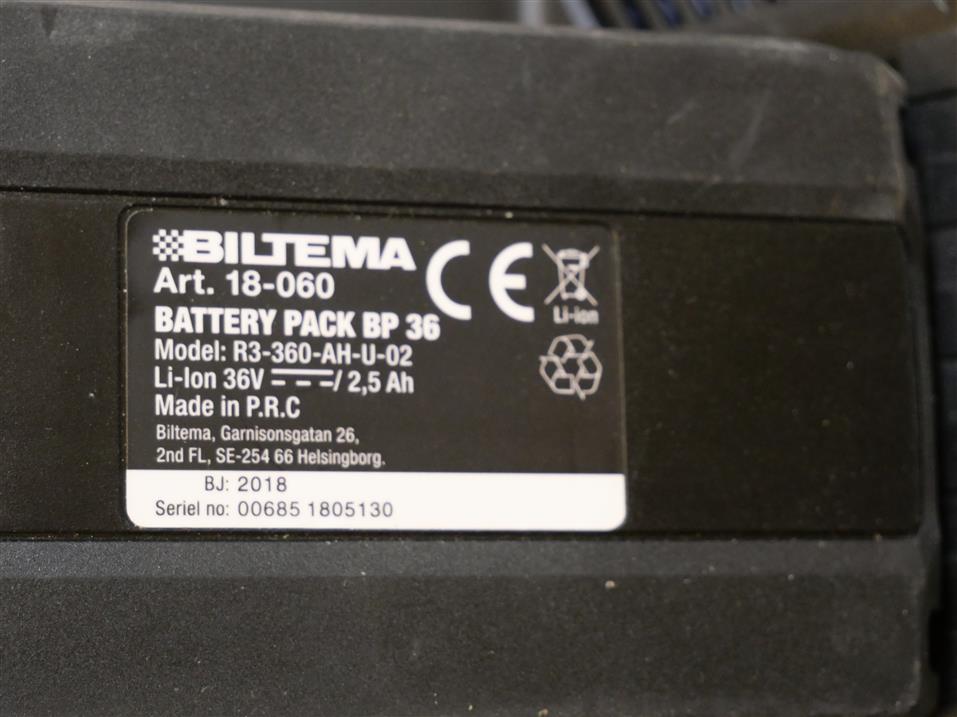 BILTEMA
Art. 18-060
CE
Li-ion
BATTERY PACK BP 36
Model: R3-360-AH-U-02
Li-Ion 36V / 2,5 Ah
Made in P.R.C
Biltema, Garnisonsgatan 26,
2nd FL, SE-254 66 Helsingborg.
BJ: 2018
Seriel no: 00685 1805130